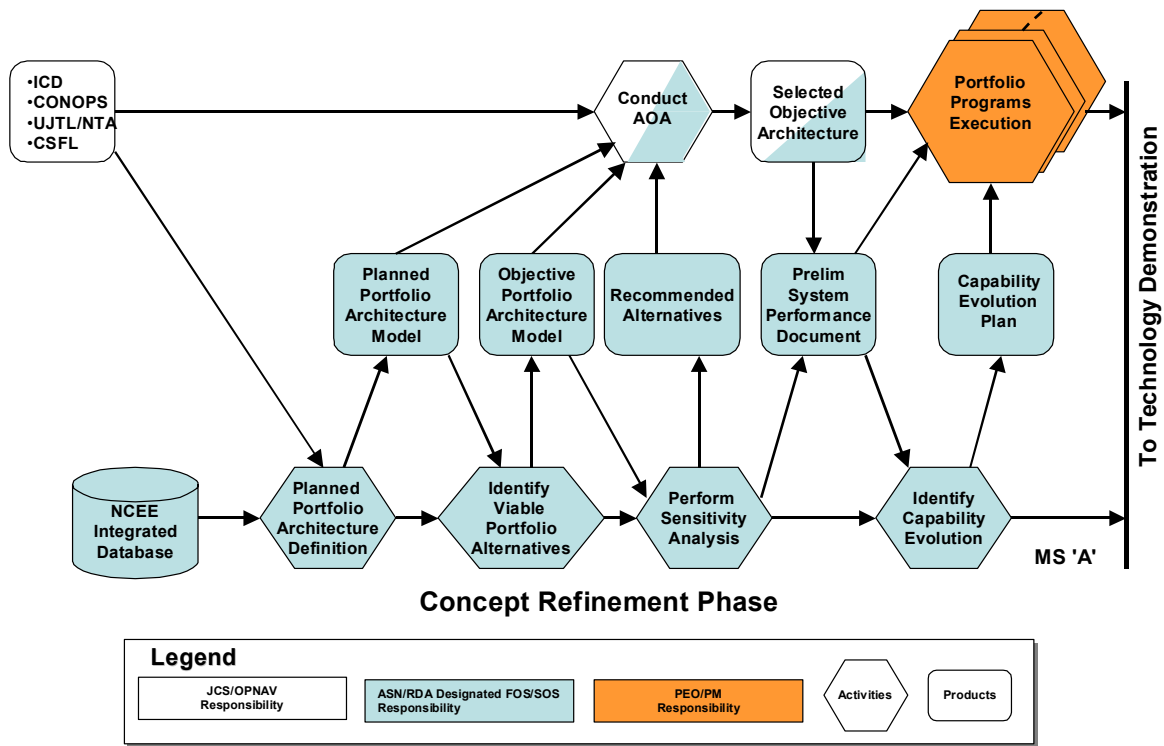 •ICD
•CONOPS
•UJTL/NTA
•CSFL
Conduct
AOA
Selected
Objective
Architecture
Portfolio
Programs
Execution
Planned
Portfolio
Architecture
Model
Objective
Portfolio
Architecture
Model
Recommended
Alternatives
Prelim
System
Performance
Document
Capability
Evolution
Plan
To Technology Demonstration
NCEE
Integrated
Database
Planned
Portfolio
Architecture
Definition
Identify
Viable
Portfolio
Alternatives
Perform
Sensitivity
Analysis
Identify
Capability
Evolution
MS 'A'
Concept Refinement Phase
Legend
JCS/OPNAV
Responsibility
ASN/RDA Designated FOS/SOS
Responsibility
PEO/PM
Responsibility
Activities
Products